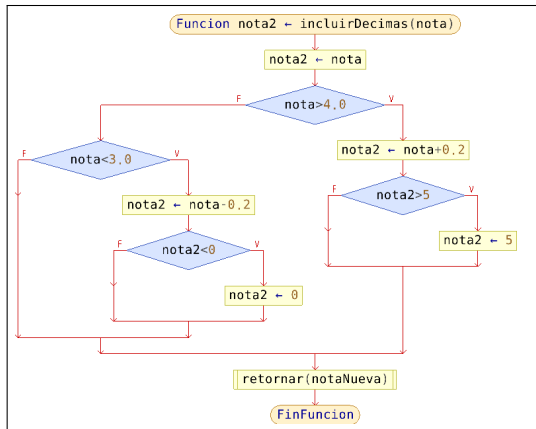 Funcion nota2 ← incluirDecimas(nota)
nota2 ← nota
F
nota>4.0
V
F
nota<3.0
V
nota2 ← nota+0.2
F
nota2>5
V
nota2 ← nota-0.2
F
nota2<0
V
nota2 ← 5
nota2 ← 0
retornar(notaNueva)
FinFuncion